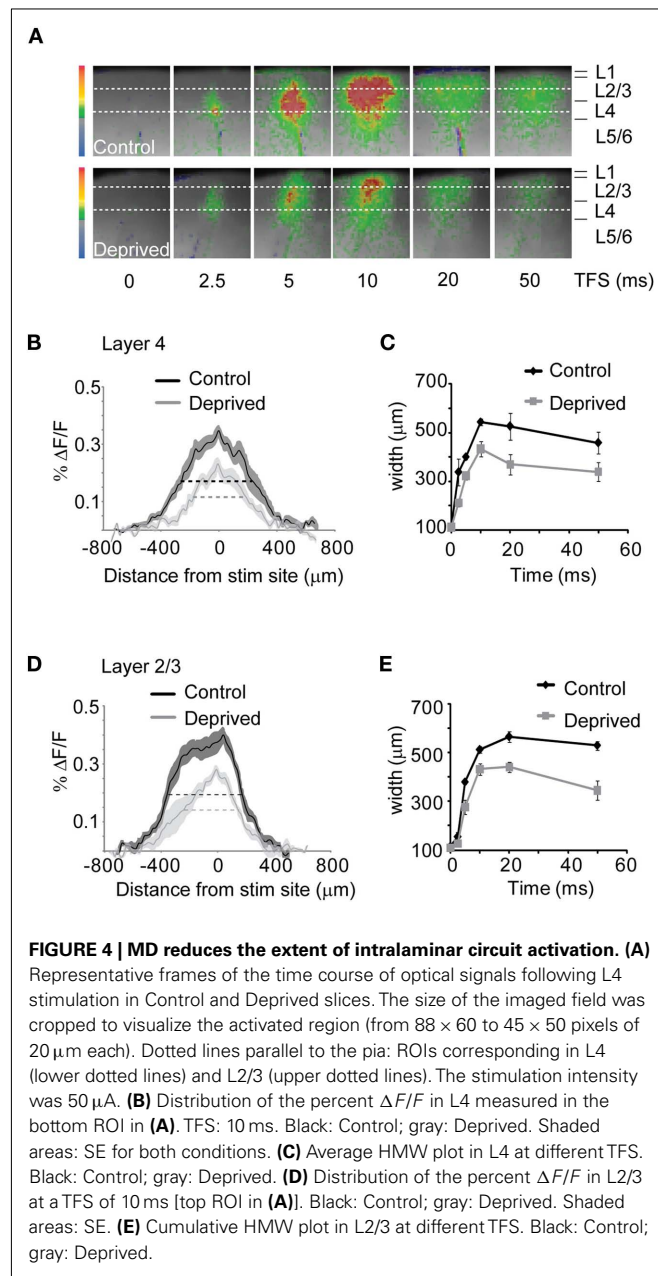 A
L1
L2/3
L4
L5/6
Control
L1
L2/3
L4
L5/6
Deprived
0 2.5 5 10 20 50 TFS (ms)
B Layer 4
Control
Deprived
0.5
0.3
0.1
% ΔF/F
-800 -400 0 400 800
Distance from stim site (μm)
C
Control
Deprived
700
500
300
100
width (μm)
0 20 40 60
Time (ms)
D Layer 2/3
Control
Deprived
0.5
0.3
0.1
% ΔF/F
-800 -400 0 400 800
Distance from stim site (μm)
E
Control
Deprived
700
500
300
100
width (μm)
0 20 40 60
Time (ms)
FIGURE 4 | MD reduces the extent of intralaminar circuit activation. (A)
Representative frames of the time course of optical signals following L4
stimulation in Control and Deprived slices. The size of the imaged field was
cropped to visualize the activated region (from 88 × 60 to 45 × 50 pixels of
20 μm each). Dotted lines parallel to the pia: ROIs corresponding in L4
(lower dotted lines) and L2/3 (upper dotted lines). The stimulation intensity
was 50 μA. (B) Distribution of the percent ΔF/F in L4 measured in the
bottom ROI in (A). TFS: 10 ms. Black: Control; gray: Deprived. Shaded
areas: SE for both conditions. (C) Average HMW plot in L4 at different TFS.
Black: Control; gray: Deprived. (D) Distribution of the percent ΔF/F in L2/3
at a TFS of 10 ms [top ROI in (A)]. Black: Control; gray: Deprived. Shaded
areas: SE. (E) Cumulative HMW plot in L2/3 at different TFS. Black: Control;
gray: Deprived.